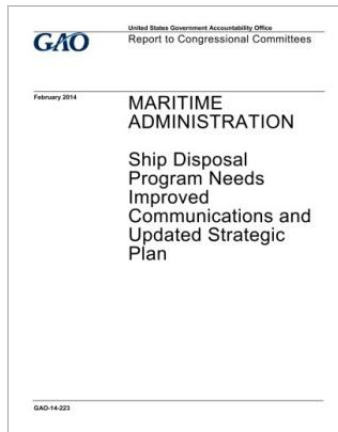 United States Government Accountability Office
GAO
Report to Congressional Committees
February 2014
MARITIME
ADMINISTRATION
Ship Disposal
Program Needs
Improved
Communications and
Updated Strategic
Plan
GAO-14-223